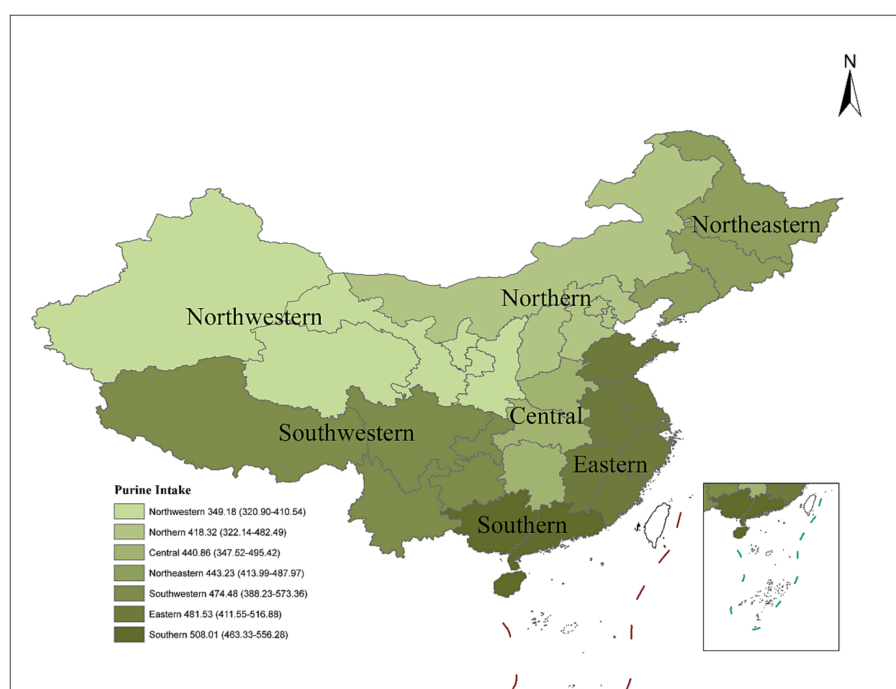 N
Northeastern
Northern
Northwestern
Central
Southwestern
Eastern
Southern
Purine Intake
Northwestern 349.18 (320.90-410.54)
Northern 418.32 (322.14-482.49)
Central 440.86 (347.52-495.42)
Northeastern 443.23 (413.99-487.97)
Southwestern 474.48 (388.23-573.36)
Eastern 481.53 (411.55-516.88)
Southern 508.01 (463.33-556.28)